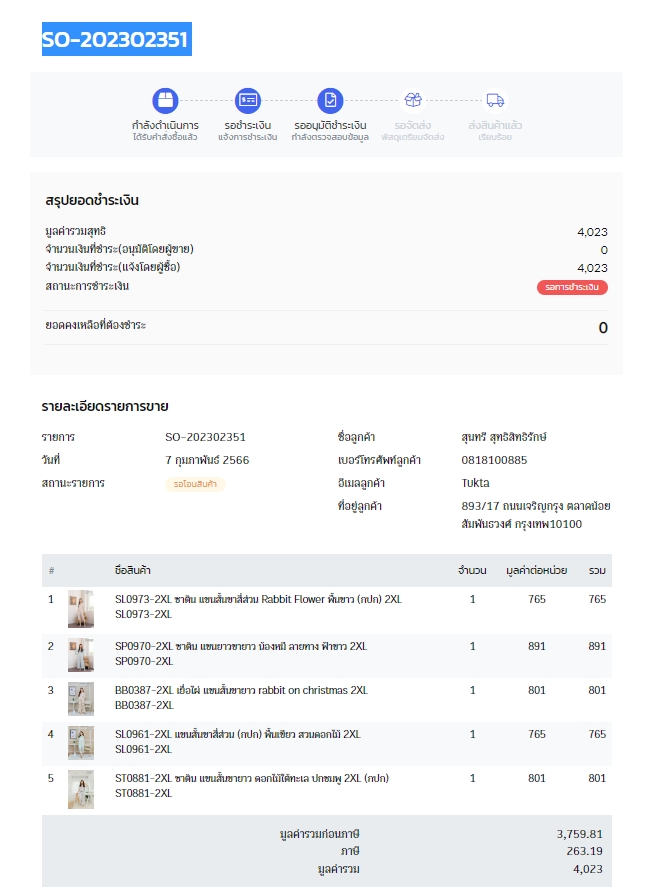 SO-202302351
กำลังดำเนินการ
ได้รับคำสั่งซื้อแล้ว
รอชำระเงิน
แจ้งการชำระเงิน
รออนุมัติชำระเงิน
กำลังตรวจสอบข้อมูล
รอจัดส่ง
พัสดุเตรียมจัดส่ง
ส่งสินค้าแล้ว
เรียบร้อย
สรุปยอดชำระเงิน
มูลค่ารวมสุทธิ 4,023
จำนวนเงินที่ชำระ(อนุมัติโดยผู้ขาย) 0
จำนวนเงินที่ชำระ(แจ้งโดยผู้ซื้อ) 4,023
สถานะการชำระเงิน รอการชำระเงิน
ยอดคงเหลือที่ต้องชำระ 0
รายละเอียดรายการขาย
รายการ SO-202302351
วันที่ 7 กุมภาพันธ์ 2566
สถานะรายการ รอโอนสินค้า
ชื่อลูกค้า สุนทรี สุทธิสิทธิรักษ์
เบอร์โทรศัพท์ลูกค้า 0818100885
อีเมลลูกค้า Tukta
ที่อยู่ลูกค้า 893/17 ถนนเจริญกรุง ตลาดน้อย
สัมพันธวงศ์ กรุงเทพ10100
# ชื่อสินค้า จำนวน มูลค่าต่อหน่วย รวม
1 SL0973-2XL ซาติน แขนสั้นขาสี่ส่วน Rabbit Flower พื้นขาว (กปก) 2XL 1 765 765
SL0973-2XL
2 SP0970-2XL ซาติน แขนยาวขายาว น้องหมี ลายทาง ฟ้าขาว 2XL 1 891 891
SP0970-2XL
3 BB0387-2XL เยื่อไผ่ แขนสั้นขายาว rabbit on christmas 2XL 1 801 801
BB0387-2XL
4 SL0961-2XL แขนสั้นขาสี่ส่วน (กปก) พื้นเขียว สวนดอกไม้ 2XL 1 765 765
SL0961-2XL
5 ST0881-2XL ซาติน แขนสั้นขายาว ดอกไม้ใต้ทะเล ปกชมพู 2XL (กปก) 1 801 801
ST0881-2XL
มูลค่ารวมก่อนภาษี 3,759.81
ภาษี 263.19
มูลค่ารวม 4,023